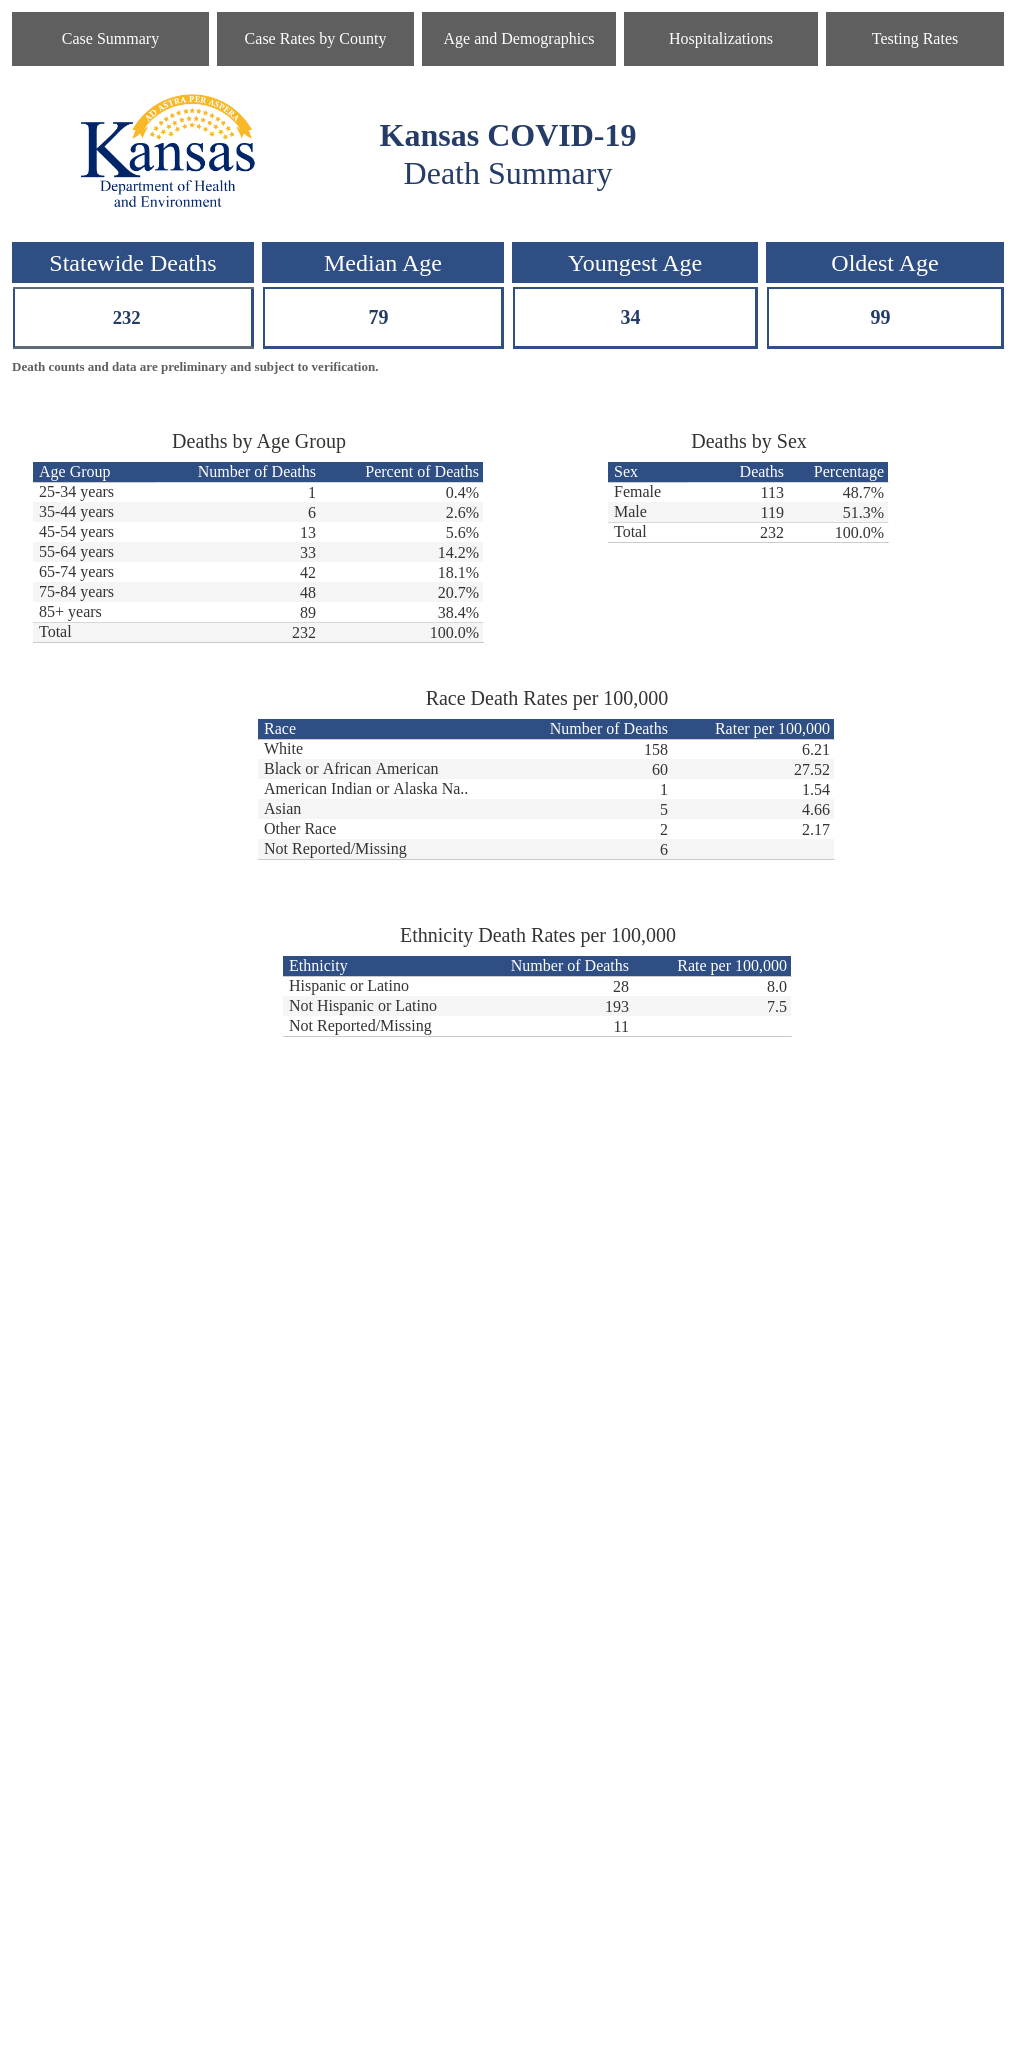 Case Summary
Case Rates by County
Age and Demographics
Hospitalizations
Testing Rates
AD ASTRA PER ASPERA
Kansas
Department of Health
and Environment
Kansas COVID-19
Death Summary
Statewide Deaths
Median Age
Youngest Age
Oldest Age
232
79
34
99
Death counts and data are preliminary and subject to verification.
Deaths by Age Group
Age Group Number of Deaths Percent of Deaths
25-34 years 1 0.4%
35-44 years 6 2.6%
45-54 years 13 5.6%
55-64 years 33 14.2%
65-74 years 42 18.1%
75-84 years 48 20.7%
85+ years 89 38.4%
Total 232 100.0%
Deaths by Sex
Sex Deaths Percentage
Female 113 48.7%
Male 119 51.3%
Total 232 100.0%
Race Death Rates per 100,000
Race Number of Deaths Rater per 100,000
White 158 6.21
Black or African American 60 27.52
American Indian or Alaska Na.. 1 1.54
Asian 5 4.66
Other Race 2 2.17
Not Reported/Missing 6
Ethnicity Death Rates per 100,000
Ethnicity Number of Deaths Rate per 100,000
Hispanic or Latino 28 8.0
Not Hispanic or Latino 193 7.5
Not Reported/Missing 11